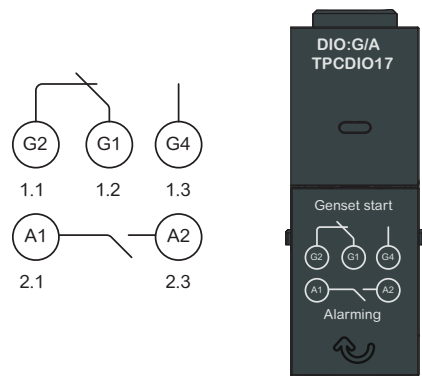 DIO:G/A
TPCDIO17
G2 G1 G4
1.1 1.2 1.3
A1 A2
2.1 2.3
Genset start
G2 G1 G4
A1 A2
Alarming